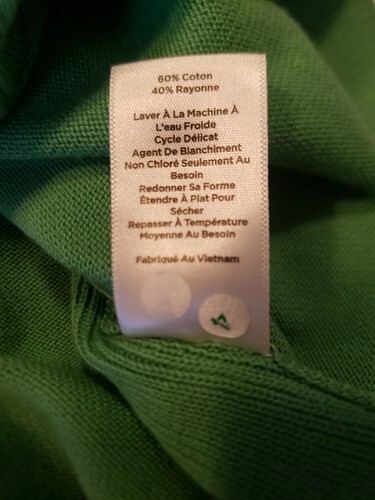 60% Coton
40% Rayonne
Laver À La Machine À
L'eau Froide
Cycle Délicat
Agent De Blanchiment
Non Chloré Seulement Au
Besoin
Redonner Sa Forme
Étendre À Plat Pour
Sécher
Repasser À Température
Moyenne Au Besoin
Fabriqué Au Vietnam